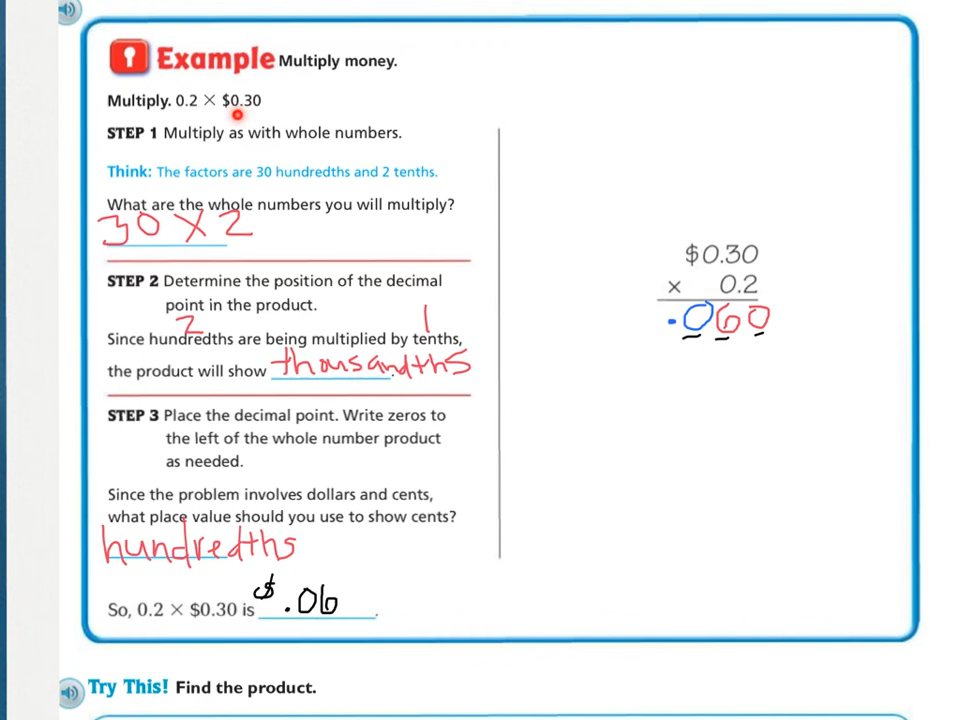 Example Multiply money.
Multiply. 0.2 × $0.30
STEP 1 Multiply as with whole numbers.
Think: The factors are 30 hundredths and 2 tenths.
What are the whole numbers you will multiply?
30 × 2
STEP 2 Determine the position of the decimal
point in the product.
2 1
Since hundredths are being multiplied by tenths,
the product will show thousandths.
STEP 3 Place the decimal point. Write zeros to
the left of the whole number product
as needed.
Since the problem involves dollars and cents,
what place value should you use to show cents?
hundredths
So, 0.2 × $0.30 is $.06.
$0.30
× 0.2
.060
Try This! Find the product.